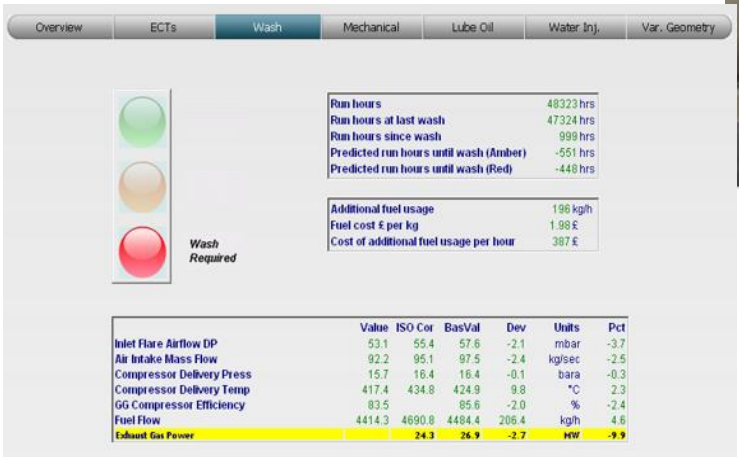 Overview ECTs Wash Mechanical Lube Oil Water Inj. Var. Geometry
Run hours 48323 hrs
Run hours at last wash 47324 hrs
Run hours since wash 999 hrs
Predicted run hours until wash (Amber) -551 hrs
Predicted run hours until wash (Red) -448 hrs
Additional fuel usage 196 kg/h
Fuel cost £ per kg 1.98 £
Cost of additional fuel usage per hour 387 £
Wash
Required
Value ISO Cor BasVal Dev Units Pct
Inlet Flare Airflow DP 53.1 55.4 57.6 -2.1 mbar -3.7
Air Intake Mass Flow 92.2 95.1 97.5 -2.4 kg/sec -2.5
Compressor Delivery Press 15.7 16.4 16.4 -0.1 bara -0.3
Compressor Delivery Temp 417.4 434.8 424.9 9.8 °C 2.3
GG Compressor Efficiency 83.5 85.6 -2.0 % -2.4
Fuel Flow 4414.3 4690.8 4484.4 206.4 kg/h 4.6
Exhaust Gas Power 24.3 26.9 -2.7 MW -9.9